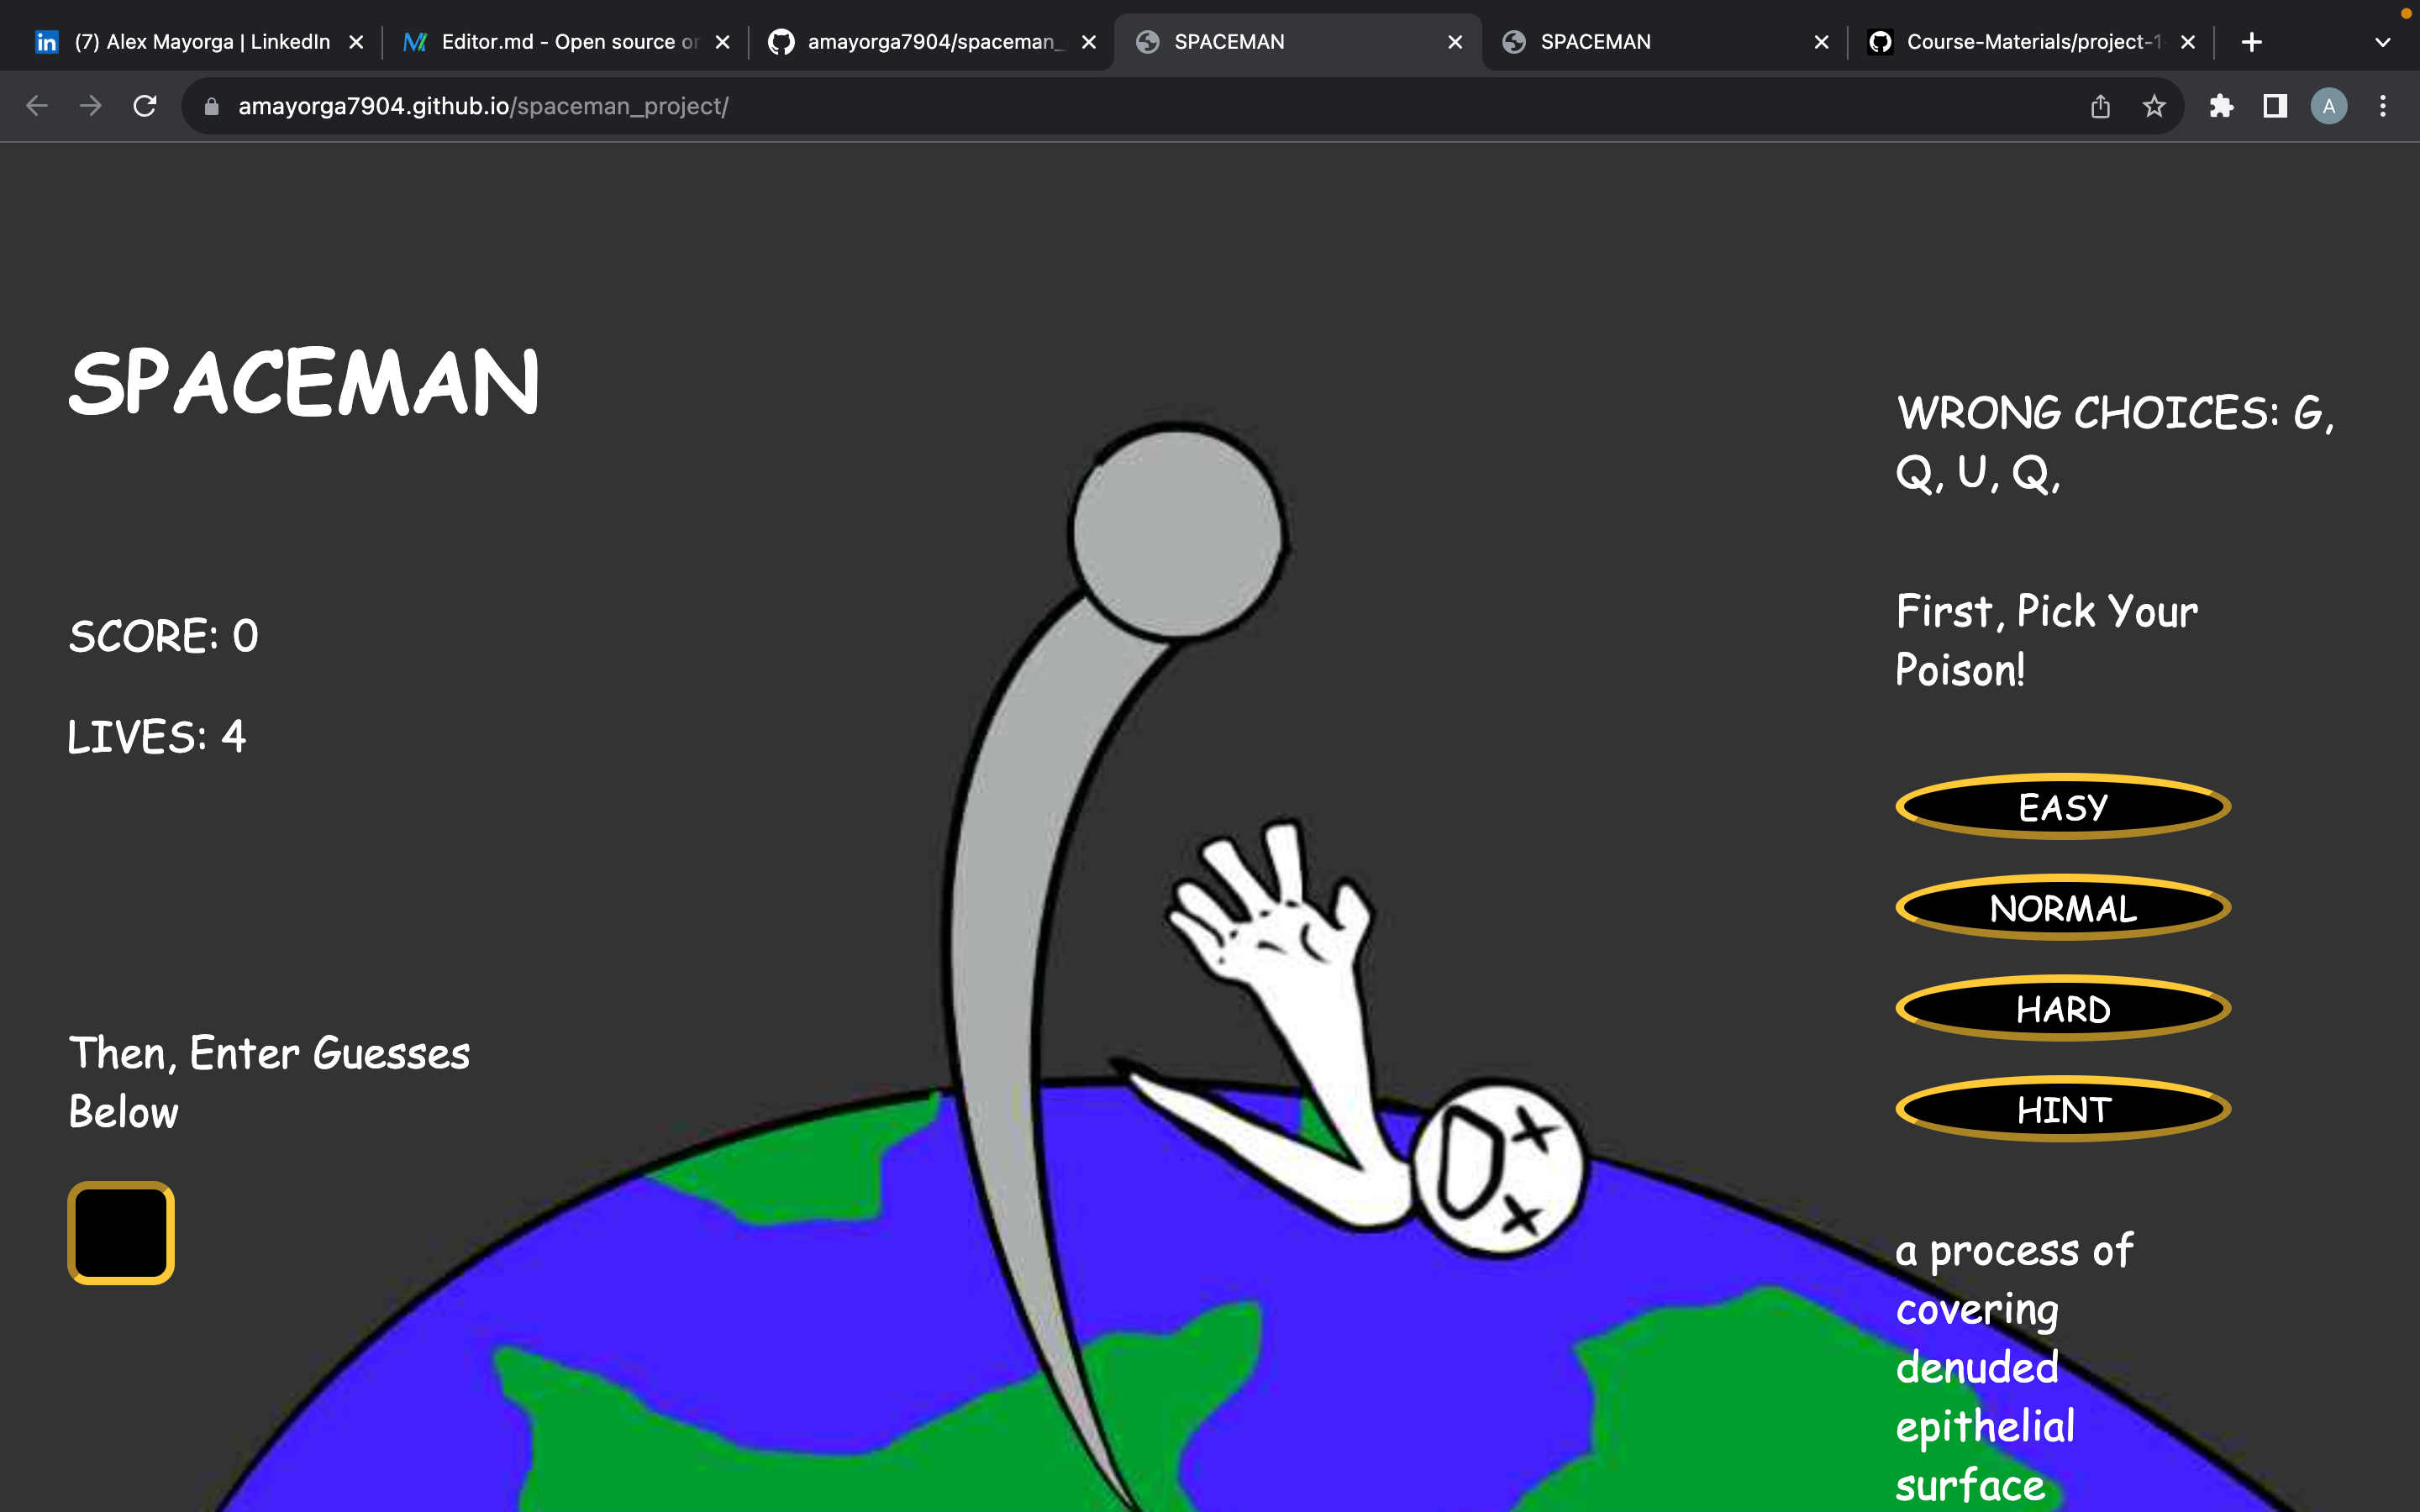 (7) Alex Mayorga | LinkedIn
Editor.md - Open source or
amayorga7904/spaceman_
SPACEMAN
SPACEMAN
Course-Materials/project-1
amayorga7904.github.io/spaceman_project/
A
SPACEMAN
SCORE: 0
LIVES: 4
Then, Enter Guesses
Below
WRONG CHOICES: G,
Q, U, Q,
First, Pick Your
Poison!
EASY
NORMAL
HARD
HINT
a process of
covering
denuded
epithelial
surface